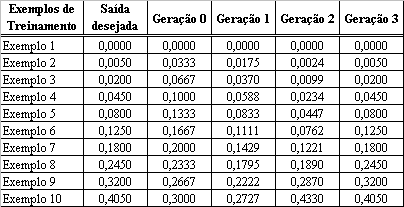 Exemplos de Treinamento Saída desejada Geração 0 Geração 1 Geração 2 Geração 3
Exemplo 1 0,0000 0,0000 0,0000 0,0000 0,0000
Exemplo 2 0,0050 0,0333 0,0175 0,0024 0,0050
Exemplo 3 0,0200 0,0667 0,0370 0,0099 0,0200
Exemplo 4 0,0450 0,1000 0,0588 0,0234 0,0450
Exemplo 5 0,0800 0,1333 0,0833 0,0447 0,0800
Exemplo 6 0,1250 0,1667 0,1111 0,0762 0,1250
Exemplo 7 0,1800 0,2000 0,1429 0,1221 0,1800
Exemplo 8 0,2450 0,2333 0,1795 0,1890 0,2450
Exemplo 9 0,3200 0,2667 0,2222 0,2870 0,3200
Exemplo 10 0,4050 0,3000 0,2727 0,4330 0,4050